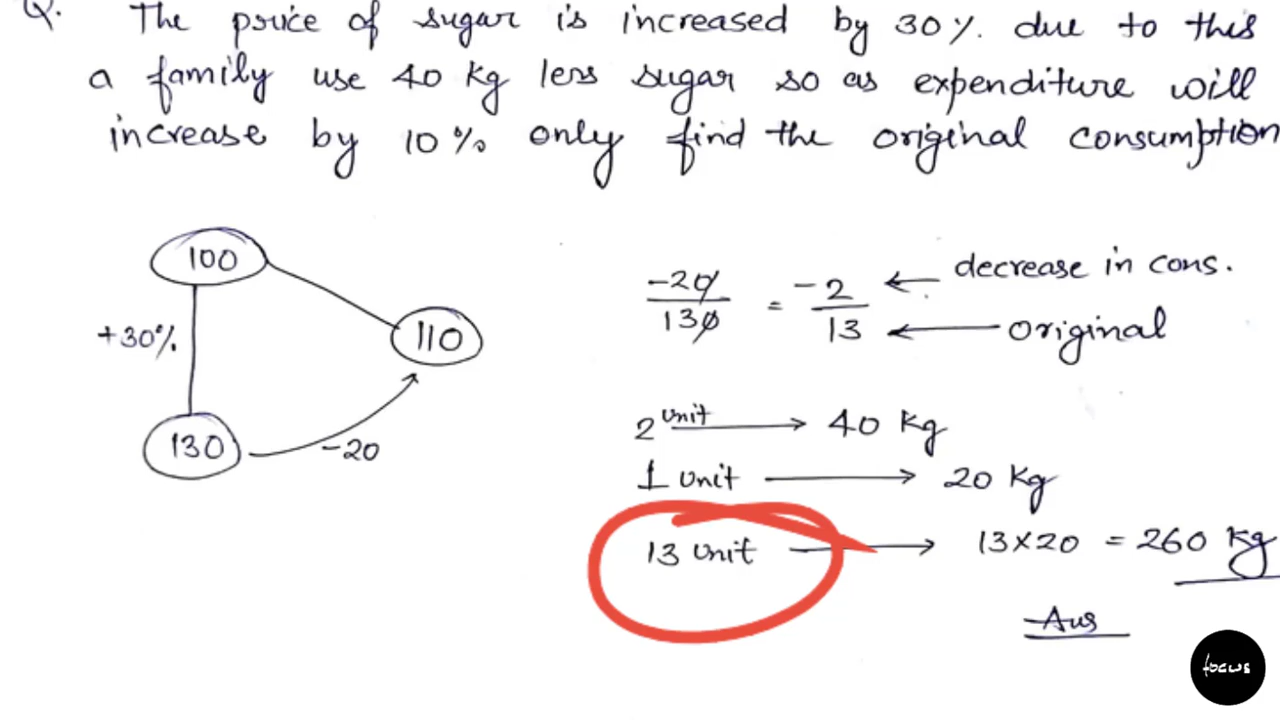 Q. The price of sugar is increased by 30%. due to this
a family use 40 kg less sugar so as expenditure will
increase by 10% only find the original consumption
100
+30%
110
130
-20
-20/130 = -2/13
decrease in cons.
original
2 unit → 40 kg
1 unit → 20 kg
13 unit → 13×20 = 260 kg
Ans
focus